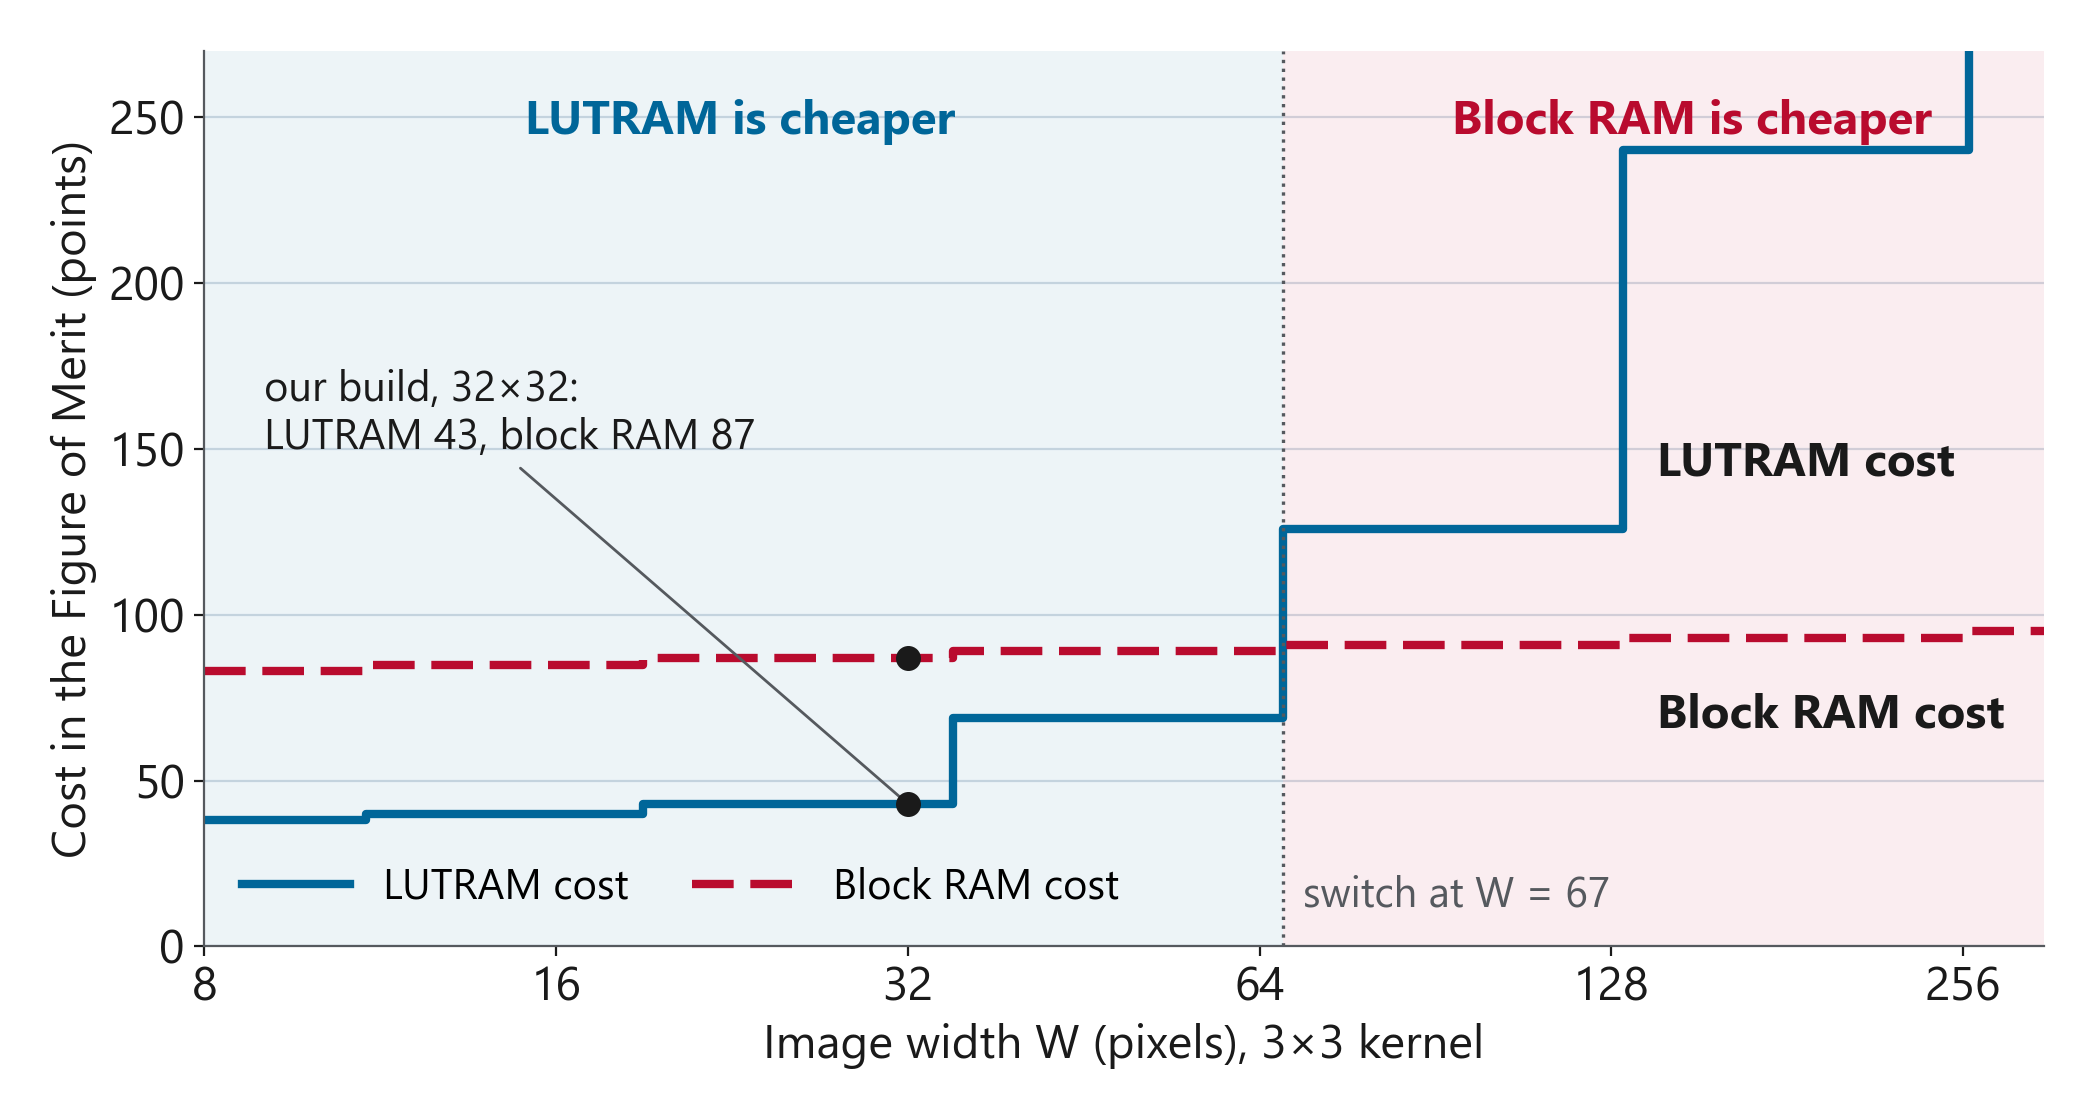 LUTRAM is cheaper
Block RAM is cheaper
250
200
150
100
50
0
Cost in the Figure of Merit (points)
our build, 32×32:
LUTRAM 43, block RAM 87
LUTRAM cost
Block RAM cost
LUTRAM cost
Block RAM cost
switch at W = 67
8
16
32
64
128
256
Image width W (pixels), 3×3 kernel